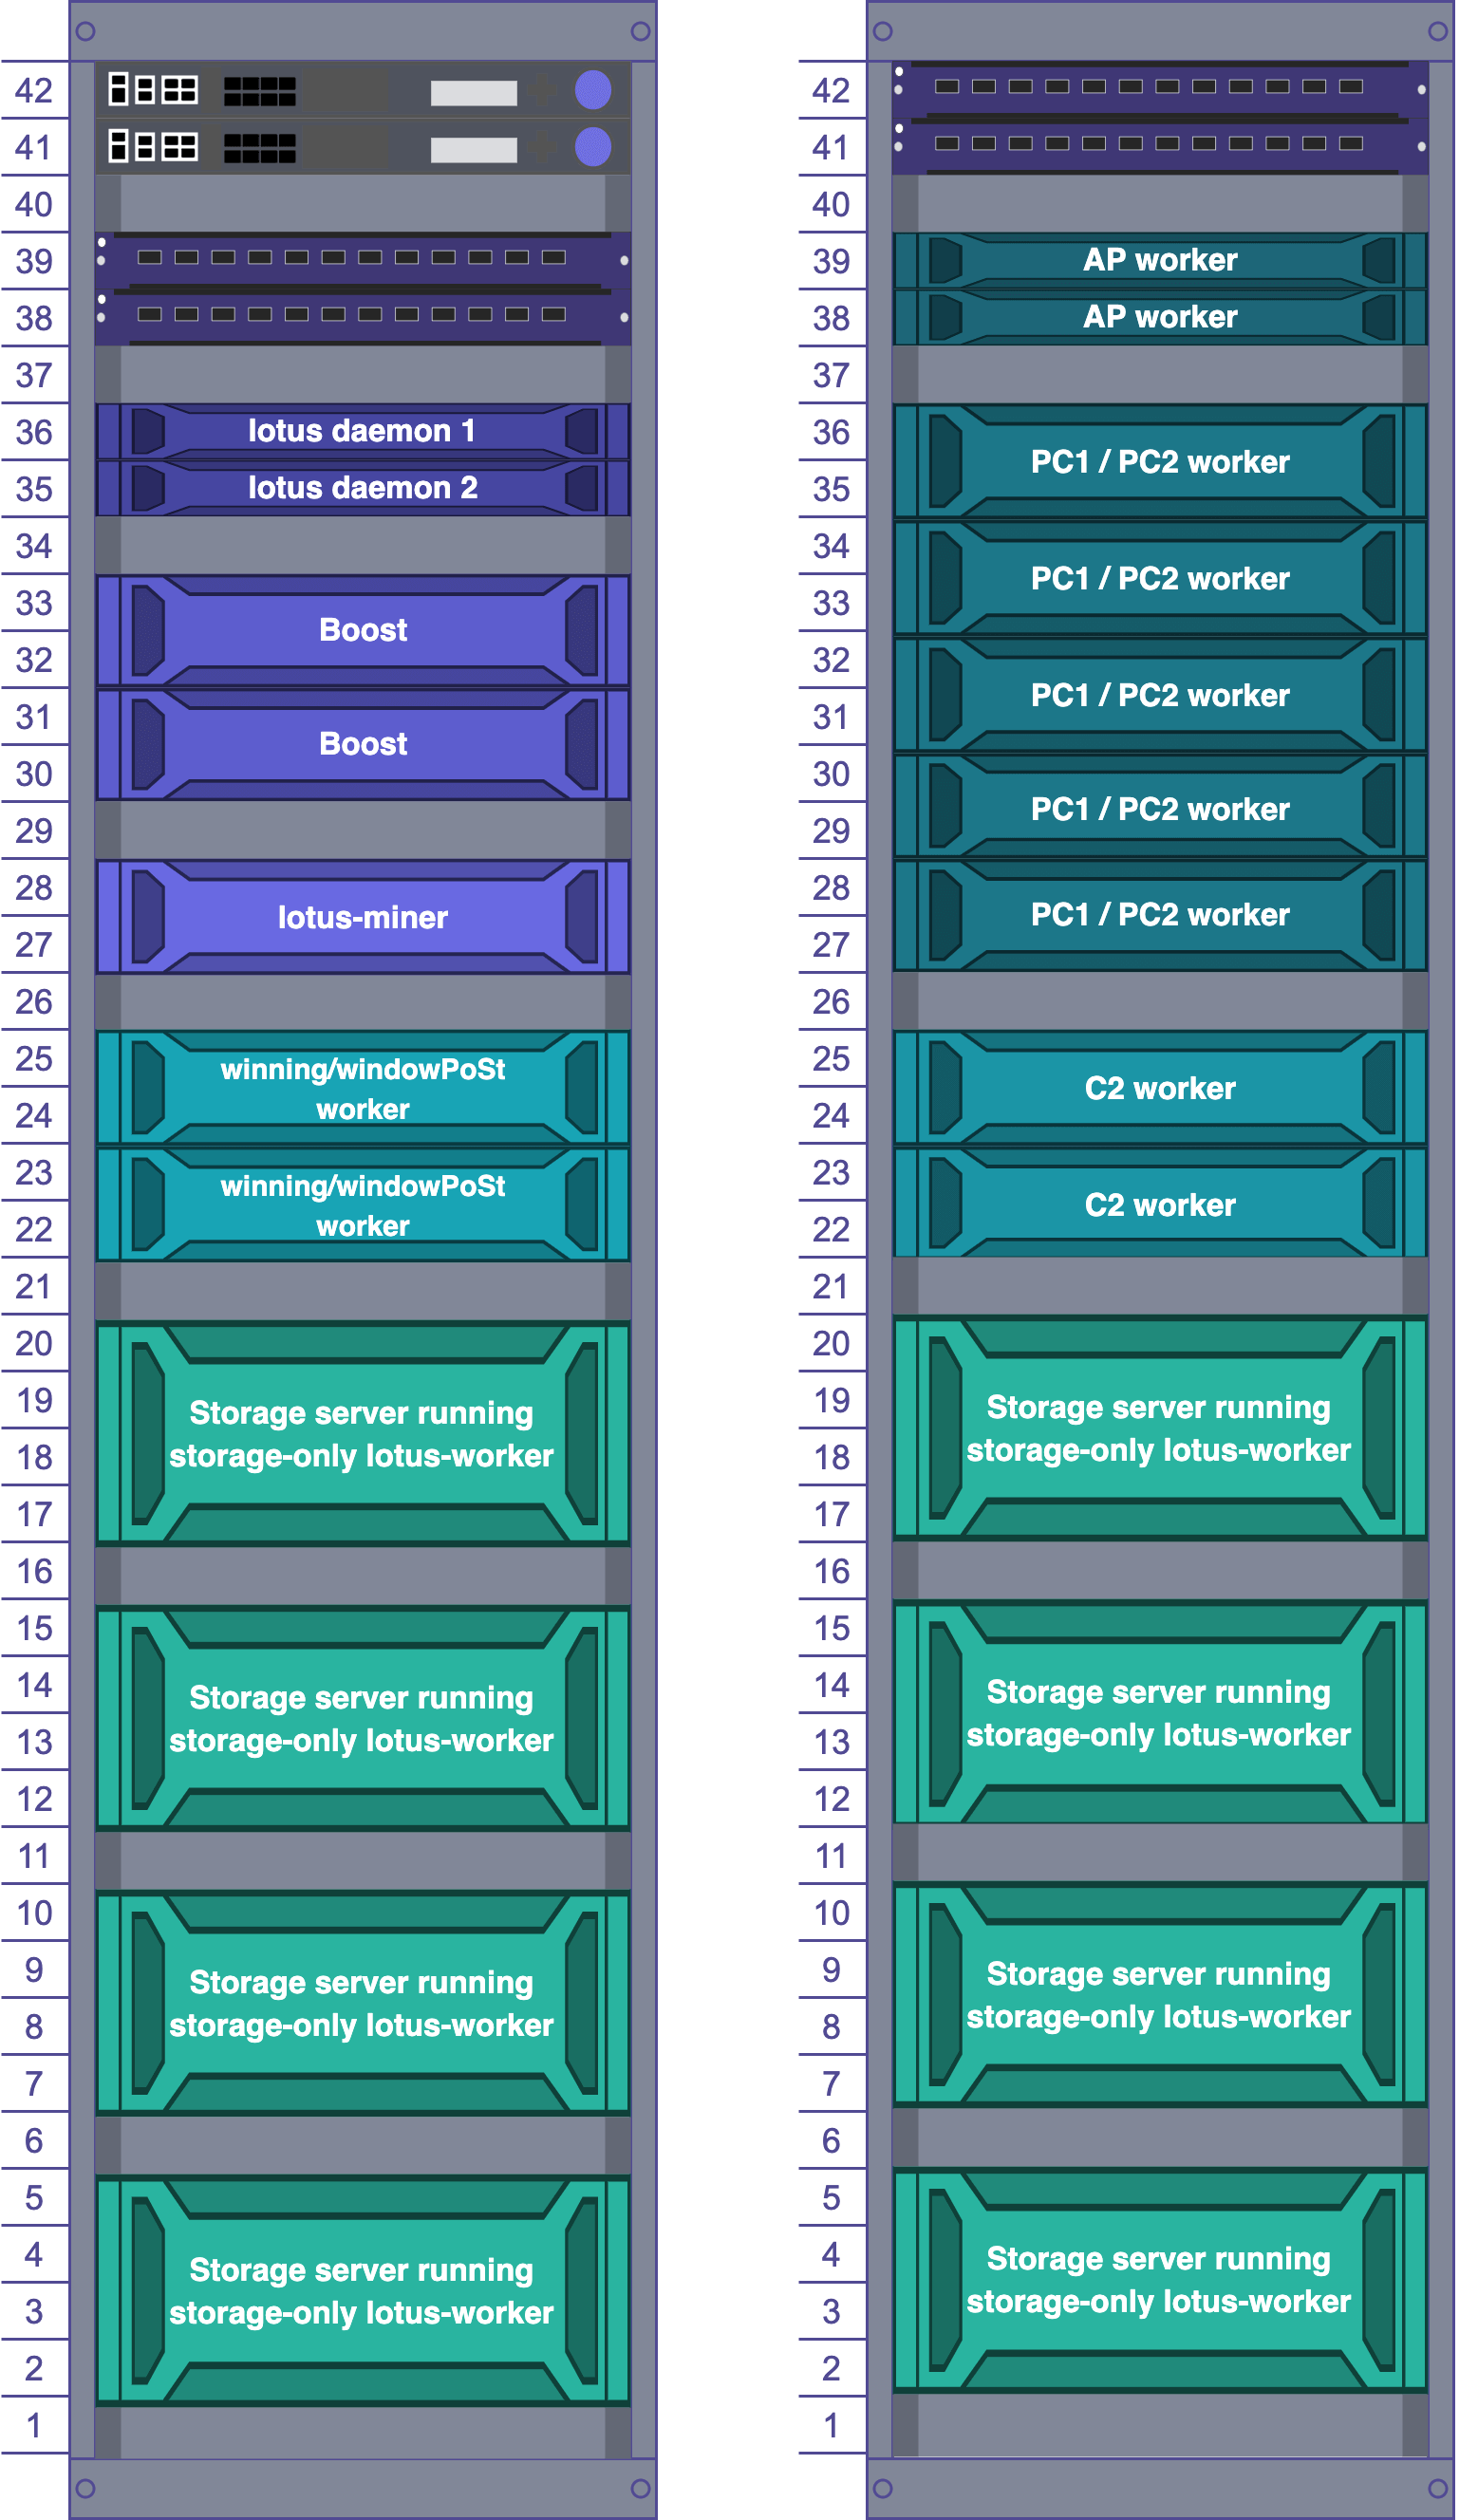 42
41
40
39
38
37
36
lotus daemon 1
35
lotus daemon 2
34
33
32
Boost
31
30
Boost
29
28
27
lotus-miner
26
25
24
winning/windowPoSt
worker
23
22
winning/windowPoSt
worker
21
20
19
18
17
Storage server running
storage-only lotus-worker
16
15
14
13
12
Storage server running
storage-only lotus-worker
11
10
9
8
7
Storage server running
storage-only lotus-worker
6
5
4
3
2
Storage server running
storage-only lotus-worker
1
42
41
40
39
AP worker
38
AP worker
37
36
35
PC1 / PC2 worker
34
33
PC1 / PC2 worker
32
31
PC1 / PC2 worker
30
29
PC1 / PC2 worker
28
27
PC1 / PC2 worker
26
25
24
C2 worker
23
22
C2 worker
21
20
19
18
17
Storage server running
storage-only lotus-worker
16
15
14
13
12
Storage server running
storage-only lotus-worker
11
10
9
8
7
Storage server running
storage-only lotus-worker
6
5
4
3
2
Storage server running
storage-only lotus-worker
1